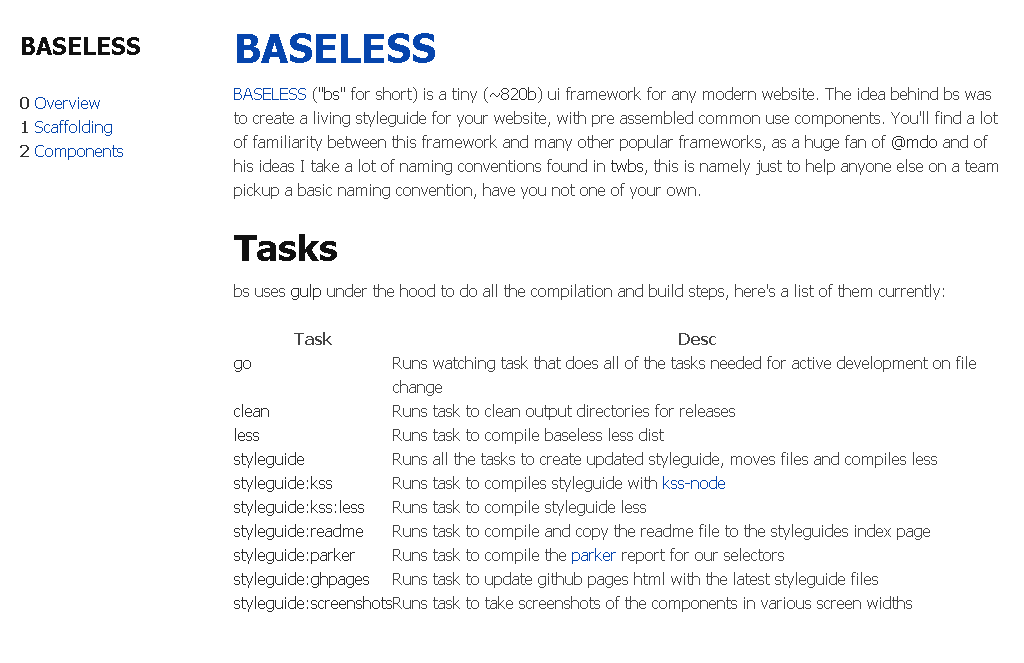 BASELESS
0 Overview
1 Scaffolding
2 Components
BASELESS
BASELESS ("bs" for short) is a tiny (~820b) ui framework for any modern website. The idea behind bs was
to create a living styleguide for your website, with pre assembled common use components. You'll find a lot
of familiarity between this framework and many other popular frameworks, as a huge fan of @mdo and of
his ideas I take a lot of naming conventions found in twbs, this is namely just to help anyone else on a team
pickup a basic naming convention, have you not one of your own.
Tasks
bs uses gulp under the hood to do all the compilation and build steps, here's a list of them currently:
Task Desc
go Runs watching task that does all of the tasks needed for active development on file
change
clean Runs task to clean output directories for releases
less Runs task to compile baseless less dist
styleguide Runs all the tasks to create updated styleguide, moves files and compiles less
styleguide:kss Runs task to compiles styleguide with kss-node
styleguide:kss:less Runs task to compile styleguide less
styleguide:readme Runs task to compile and copy the readme file to the styleguides index page
styleguide:parker Runs task to compile the parker report for our selectors
styleguide:ghpages Runs task to update github pages html with the latest styleguide files
styleguide:screenshots Runs task to take screenshots of the components in various screen widths